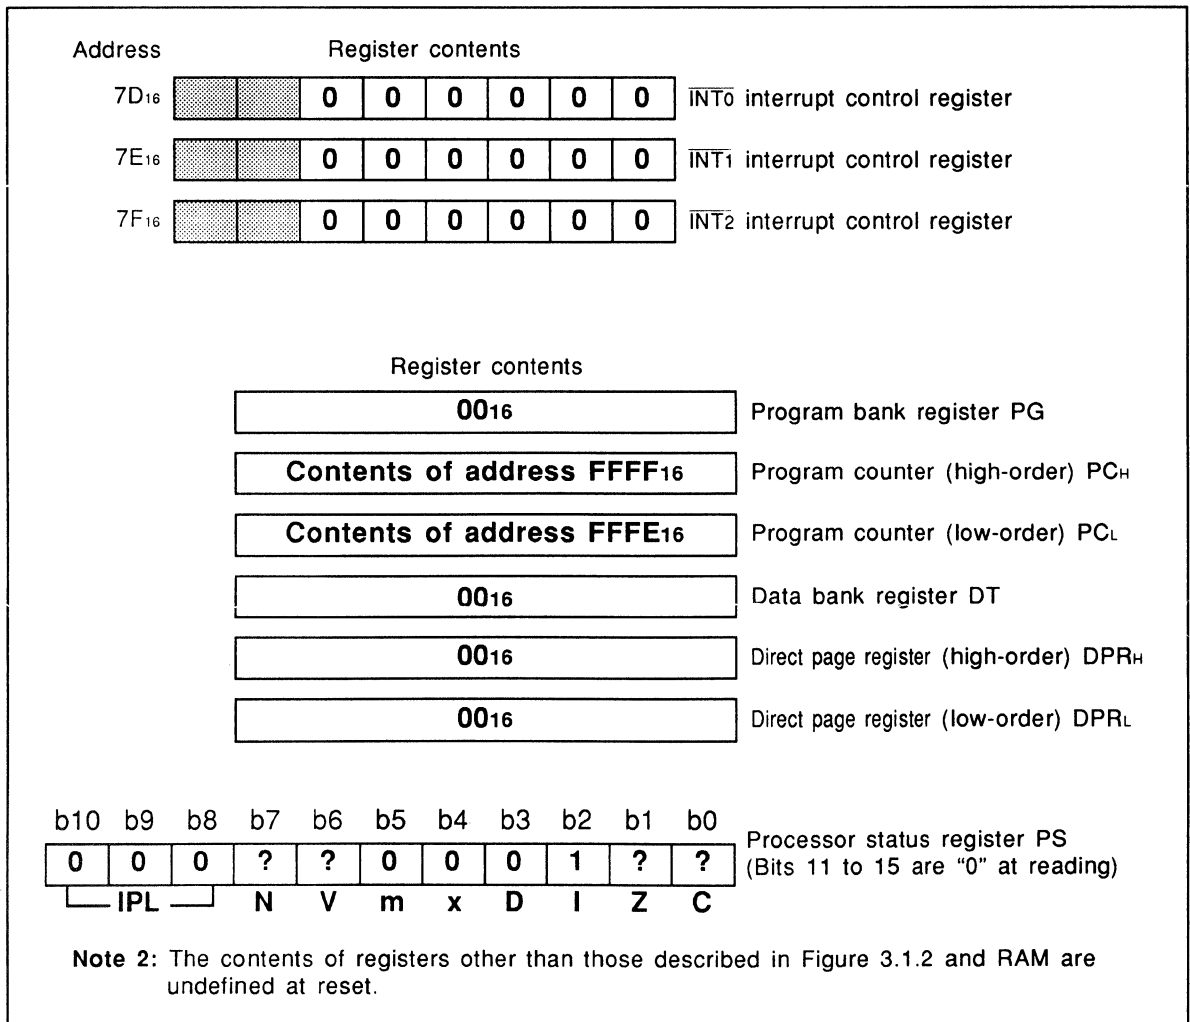 Address Register contents
7D16 0 0 0 0 0 0 INT0 interrupt control register
7E16 0 0 0 0 0 0 INT1 interrupt control register
7F16 0 0 0 0 0 0 INT2 interrupt control register
Register contents
0016 Program bank register PG
Contents of address FFFF16 Program counter (high-order) PCH
Contents of address FFFE16 Program counter (low-order) PCL
0016 Data bank register DT
0016 Direct page register (high-order) DPRH
0016 Direct page register (low-order) DPRL
b10 b9 b8 b7 b6 b5 b4 b3 b2 b1 b0
Processor status register PS
0 0 0 ? ? 0 0 0 1 ? ? (Bits 11 to 15 are “0” at reading)
IPL N V m x D I Z C
Note 2: The contents of registers other than those described in Figure 3.1.2 and RAM are
undefined at reset.